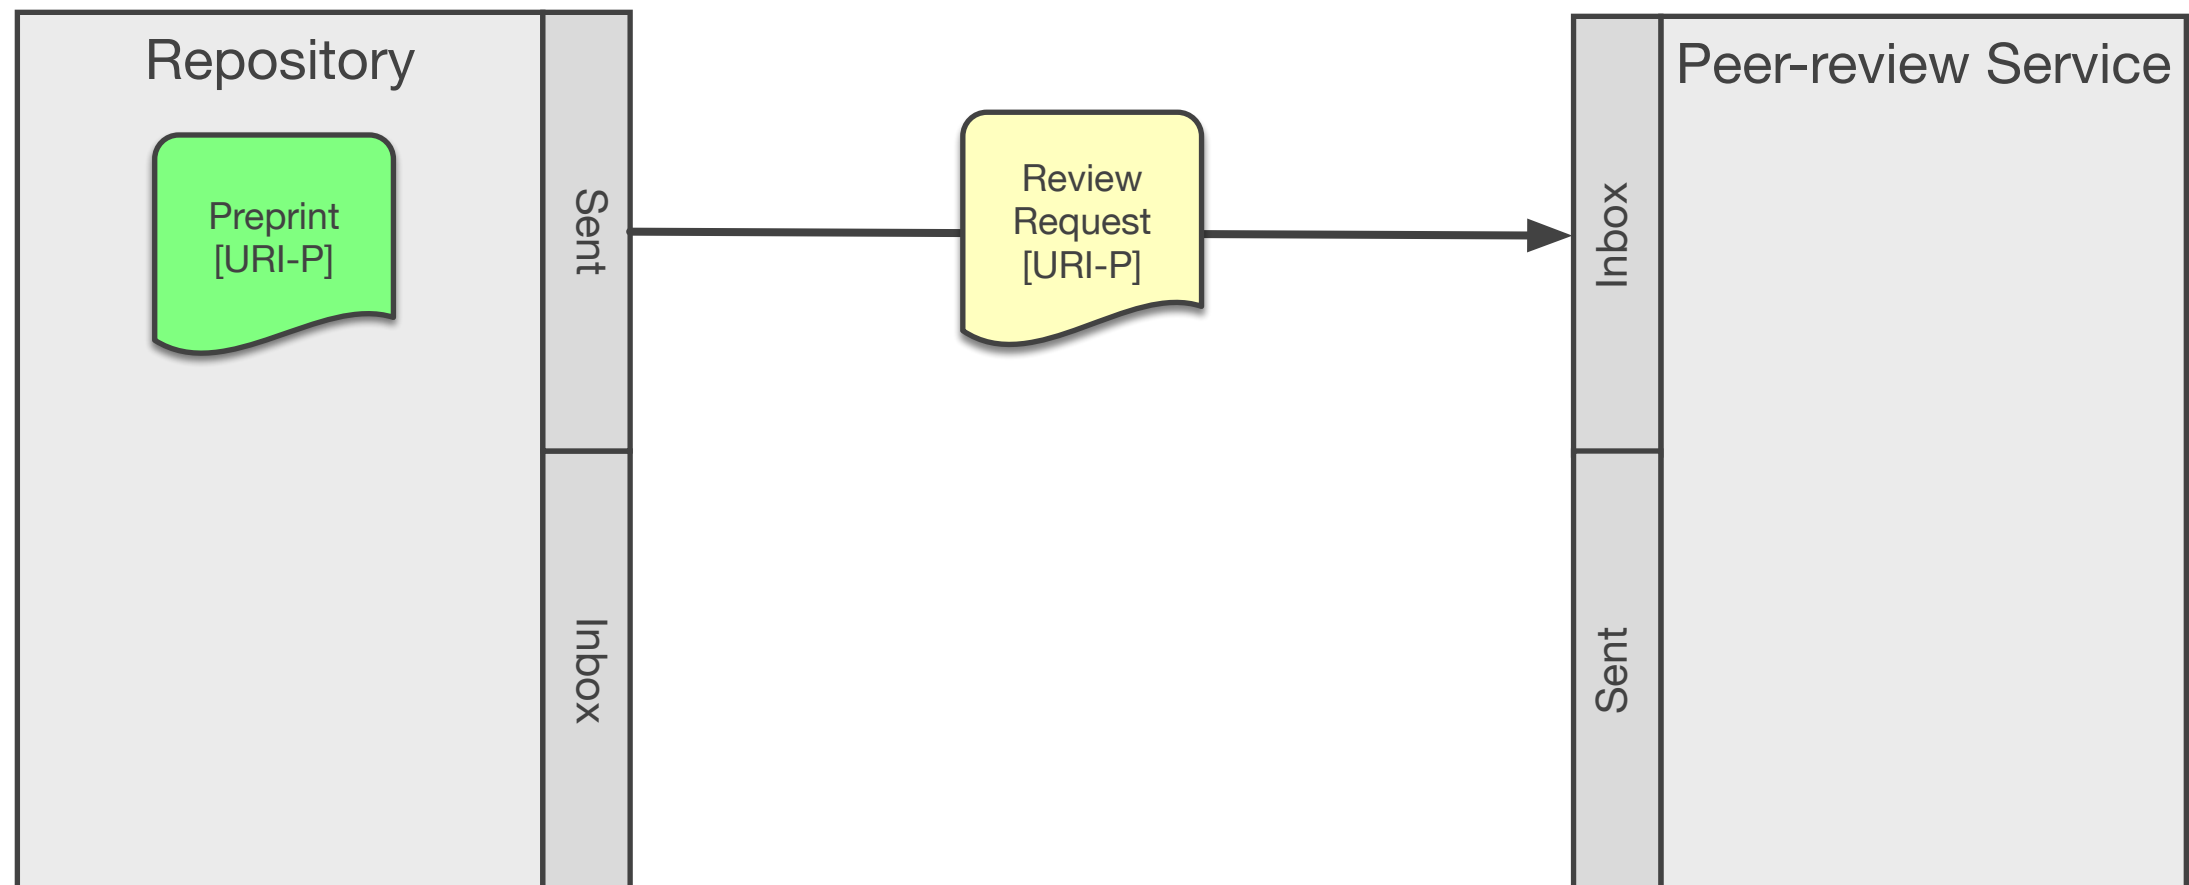 Repository
Preprint
[URI-P]
Sent
Inbox
Review
Request
[URI-P]
Inbox
Sent
Peer-review Service